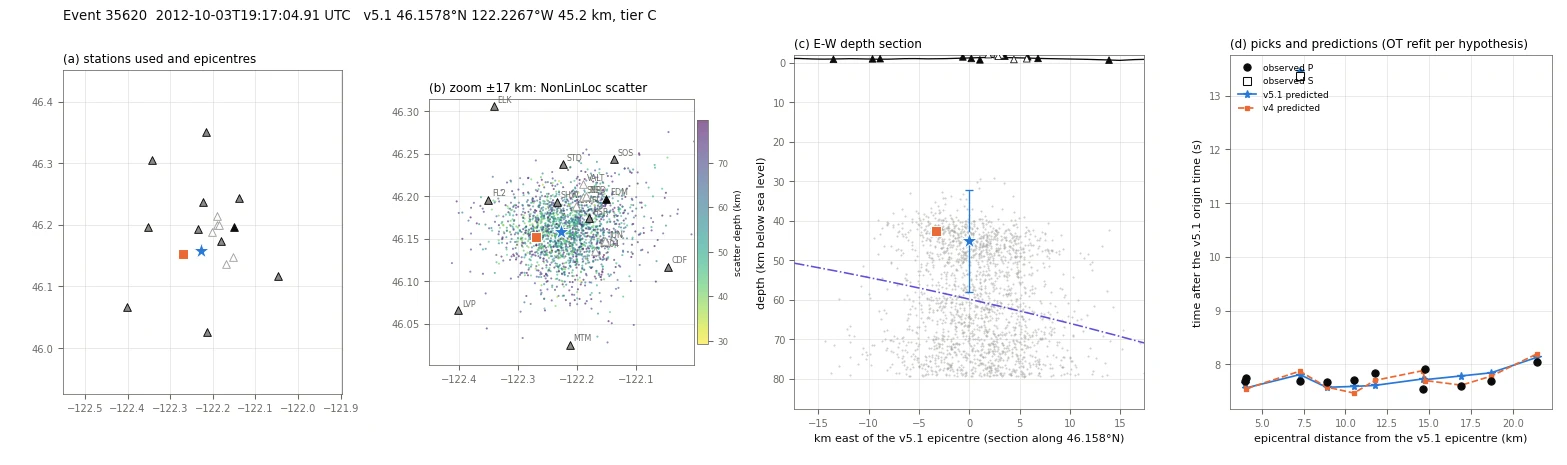 Event 35620  2012-10-03T19:17:04.91 UTC   v5.1 46.1578°N 122.2267°W 45.2 km, tier C
(a) stations used and epicentres
46.4
46.3
46.2
46.1
46.0
−122.5 −122.4 −122.3 −122.2 −122.1 −122.0 −121.9
(b) zoom ±17 km: NonLinLoc scatter
46.30
46.25
46.20
46.15
46.10
46.05
−122.4 −122.3 −122.2 −122.1
ELK
STD
SOS
VALT
FL2
EDM
CDF
LVP
MTM
70
60
50
40
30
scatter depth (km)
(c) E-W depth section
0
10
20
30
40
50
60
70
80
depth (km below sea level)
−15 −10 −5 0 5 10 15
km east of the v5.1 epicentre (section along 46.158°N)
(d) picks and predictions (OT refit per hypothesis)
observed P
observed S
v5.1 predicted
v4 predicted
13
12
11
10
9
8
time after the v5.1 origin time (s)
5.0 7.5 10.0 12.5 15.0 17.5 20.0
epicentral distance from the v5.1 epicentre (km)